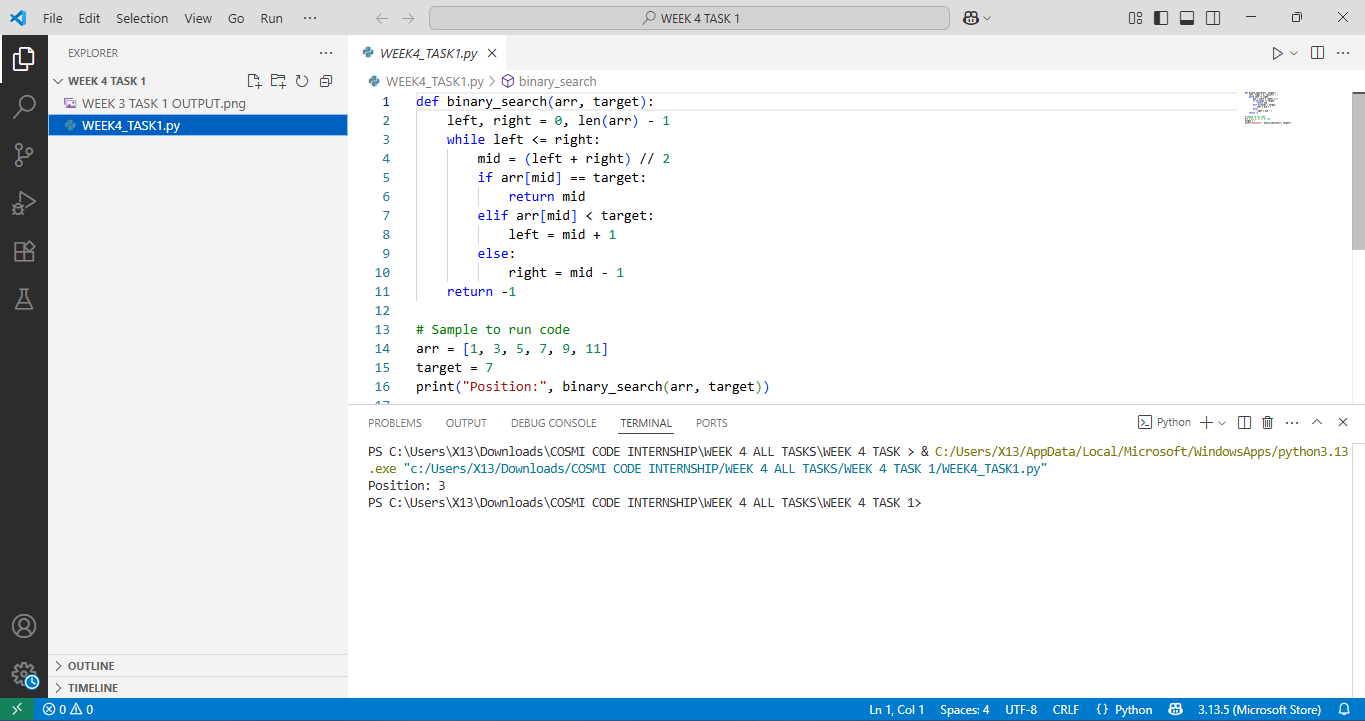 File Edit Selection View Go Run ··· WEEK 4 TASK 1
EXPLORER ···
WEEK 4 TASK 1
WEEK 3 TASK 1 OUTPUT.png
WEEK4_TASK1.py
OUTLINE
TIMELINE
WEEK4_TASK1.py
WEEK4_TASK1.py > binary_search
1 def binary_search(arr, target):
2     left, right = 0, len(arr) - 1
3     while left <= right:
4         mid = (left + right) // 2
5         if arr[mid] == target:
6             return mid
7         elif arr[mid] < target:
8             left = mid + 1
9         else:
10             right = mid - 1
11     return -1
12
13 # Sample to run code
14 arr = [1, 3, 5, 7, 9, 11]
15 target = 7
16 print("Position:", binary_search(arr, target))
17
PROBLEMS OUTPUT DEBUG CONSOLE TERMINAL PORTS Python
PS C:\Users\X13\Downloads\COSMI CODE INTERNSHIP\WEEK 4 ALL TASKS\WEEK 4 TASK > & C:/Users/X13/AppData/Local/Microsoft/WindowsApps/python3.13
.exe "c:/Users/X13/Downloads/COSMI CODE INTERNSHIP/WEEK 4 ALL TASKS/WEEK 4 TASK 1/WEEK4_TASK1.py"
Position: 3
PS C:\Users\X13\Downloads\COSMI CODE INTERNSHIP\WEEK 4 ALL TASKS\WEEK 4 TASK 1>
0 0 Ln 1, Col 1 Spaces: 4 UTF-8 CRLF {} Python 3.13.5 (Microsoft Store)